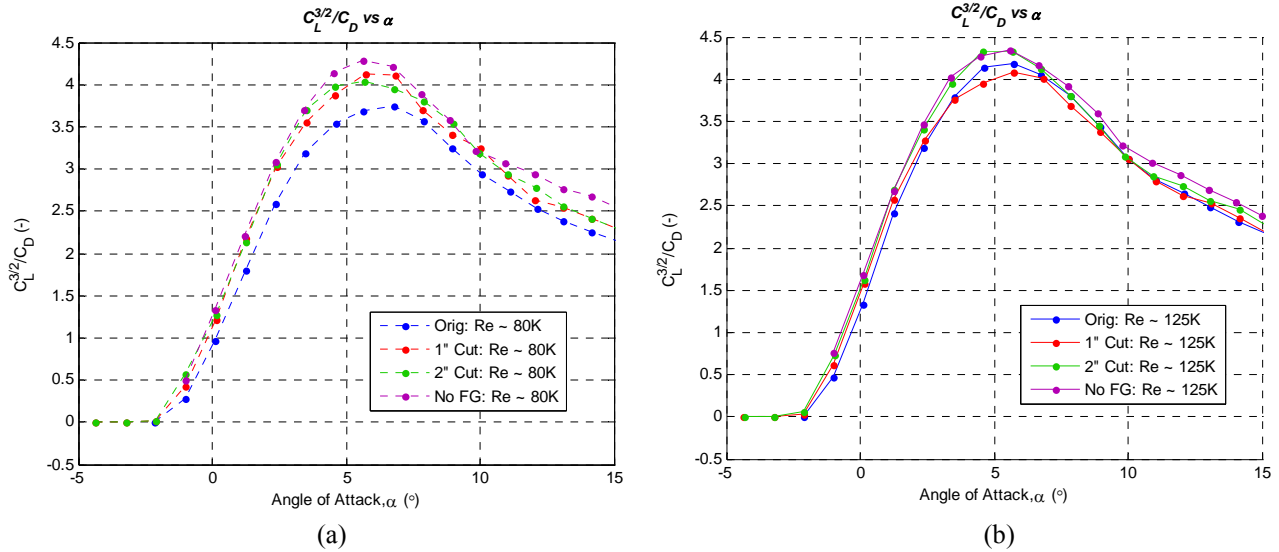 C_L^{3/2}/C_D vs α
4.5
4
3.5
3
2.5
2
1.5
1
0.5
0
-0.5
C_L^{3/2}/C_D (-)
Orig: Re ~ 80K
1" Cut: Re ~ 80K
2" Cut: Re ~ 80K
No FG: Re ~ 80K
-5 0 5 10 15
Angle of Attack,α (°)
(a)
C_L^{3/2}/C_D vs α
4.5
4
3.5
3
2.5
2
1.5
1
0.5
0
-0.5
C_L^{3/2}/C_D (-)
Orig: Re ~ 125K
1" Cut: Re ~ 125K
2" Cut: Re ~ 125K
No FG: Re ~ 125K
-5 0 5 10 15
Angle of Attack,α (°)
(b)